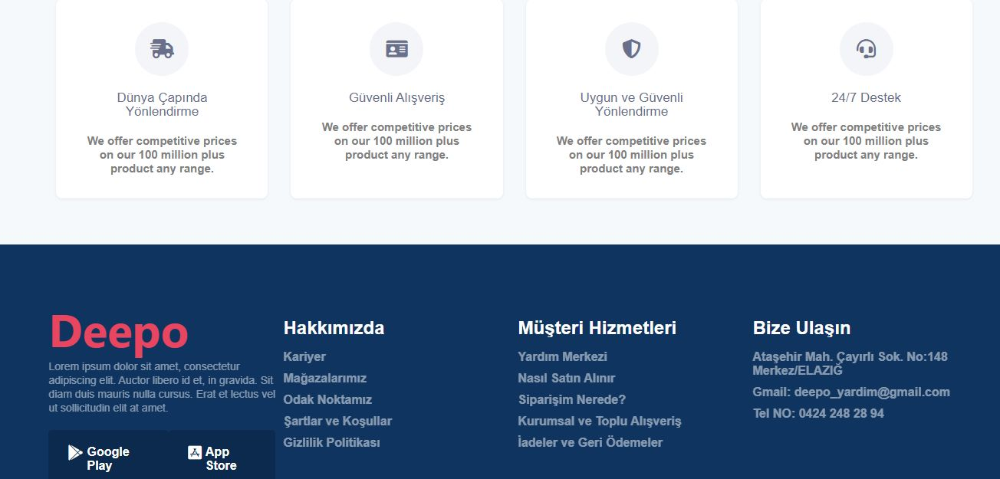 Dünya Çapında
Yönlendirme
We offer competitive prices
on our 100 million plus
product any range.
Güvenli Alışveriş
We offer competitive prices
on our 100 million plus
product any range.
Uygun ve Güvenli
Yönlendirme
We offer competitive prices
on our 100 million plus
product any range.
24/7 Destek
We offer competitive prices
on our 100 million plus
product any range.
Deepo
Lorem ipsum dolor sit amet, consectetur
adipiscing elit. Auctor libero id et, in gravida. Sit
diam duis mauris nulla cursus. Erat et lectus vel
ut sollicitudin elit at amet.
Google
Play
App
Store
Hakkımızda
Kariyer
Mağazalarımız
Odak Noktamız
Şartlar ve Koşullar
Gizlilik Politikası
Müşteri Hizmetleri
Yardım Merkezi
Nasıl Satın Alınır
Siparişim Nerede?
Kurumsal ve Toplu Alışveriş
İadeler ve Geri Ödemeler
Bize Ulaşın
Ataşehir Mah. Çayırlı Sok. No:148
Merkez/ELAZIĞ
Gmail: deepo_yardim@gmail.com
Tel NO: 0424 248 28 94